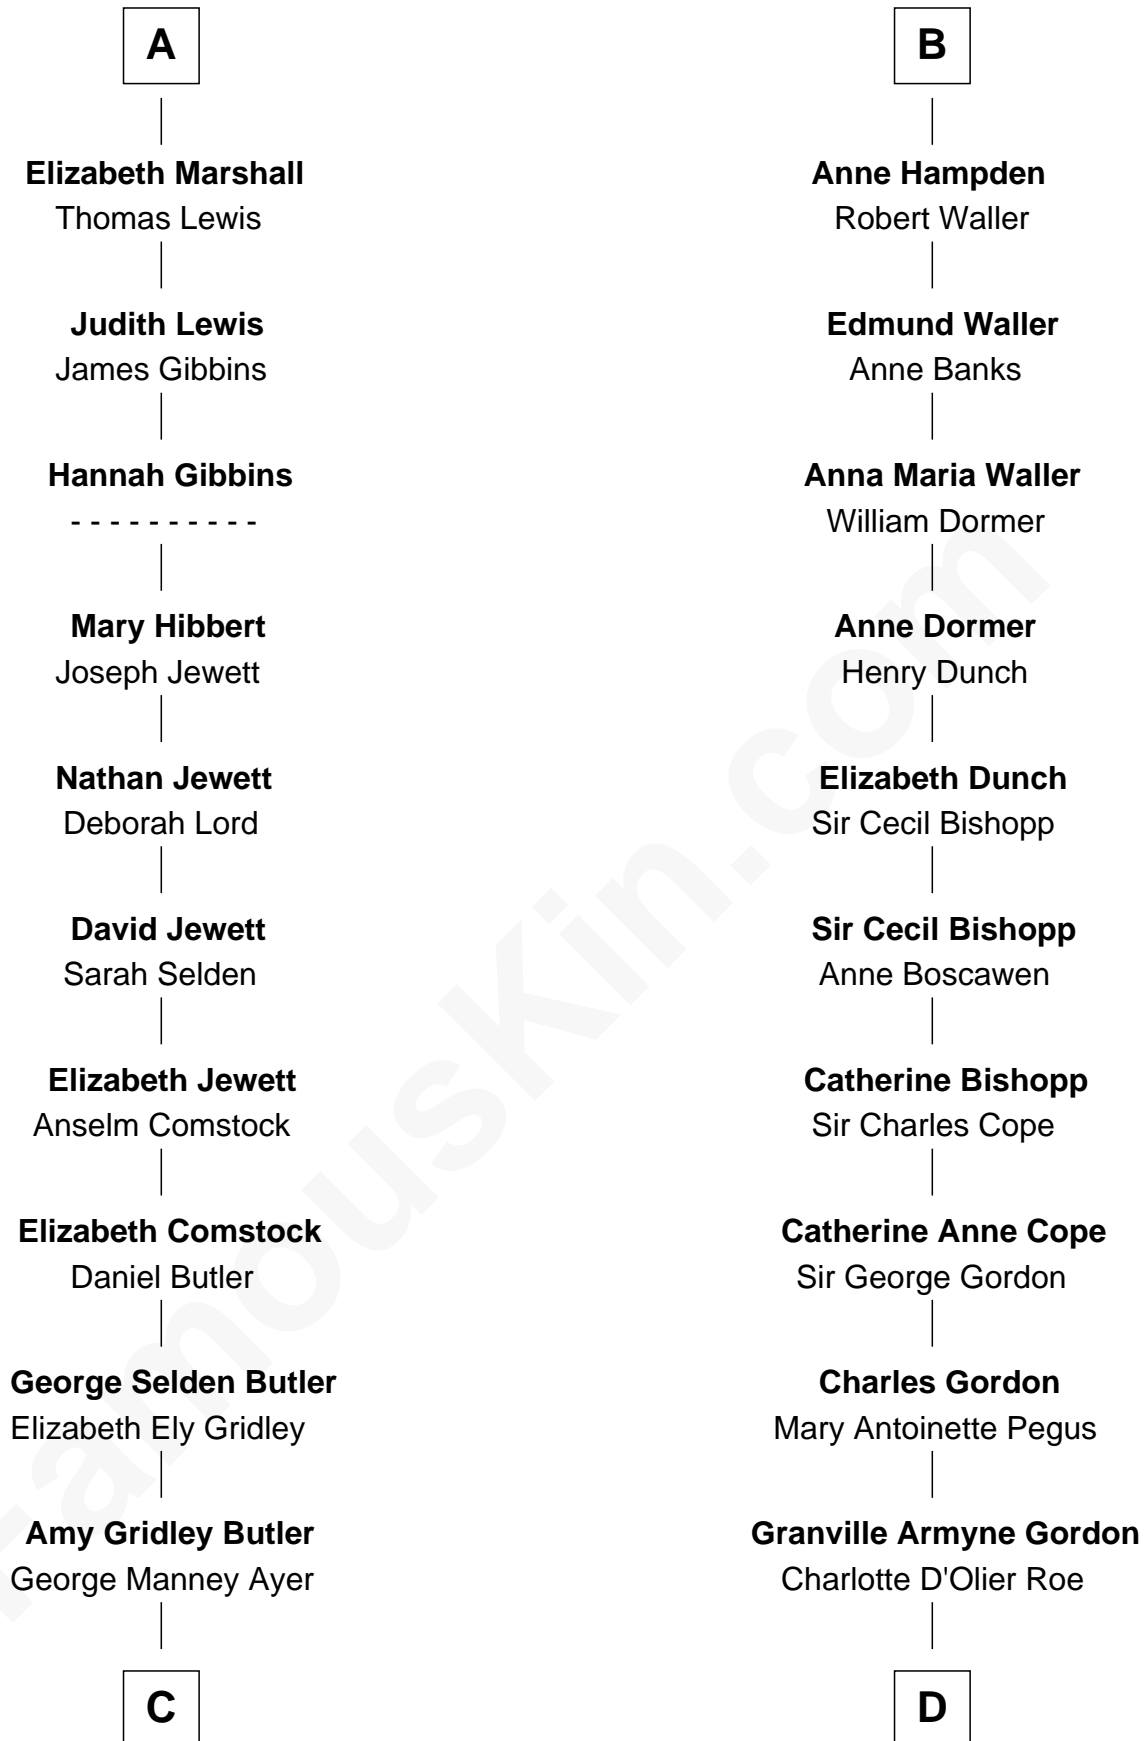 A
Elizabeth Marshall
Thomas Lewis
Judith Lewis
James Gibbins
Hannah Gibbins
- - - - - - - - - -
Mary Hibbert
Joseph Jewett
Nathan Jewett
Deborah Lord
David Jewett
Sarah Selden
Elizabeth Jewett
Anselm Comstock
Elizabeth Comstock
Daniel Butler
George Selden Butler
Elizabeth Ely Gridley
Amy Gridley Butler
George Manney Ayer
C
B
Anne Hampden
Robert Waller
Edmund Waller
Anne Banks
Anna Maria Waller
William Dormer
Anne Dormer
Henry Dunch
Elizabeth Dunch
Sir Cecil Bishopp
Sir Cecil Bishopp
Anne Boscawen
Catherine Bishopp
Sir Charles Cope
Catherine Anne Cope
Sir George Gordon
Charles Gordon
Mary Antoinette Pegus
Granville Armyne Gordon
Charlotte D'Olier Roe
D
FamousKin.com